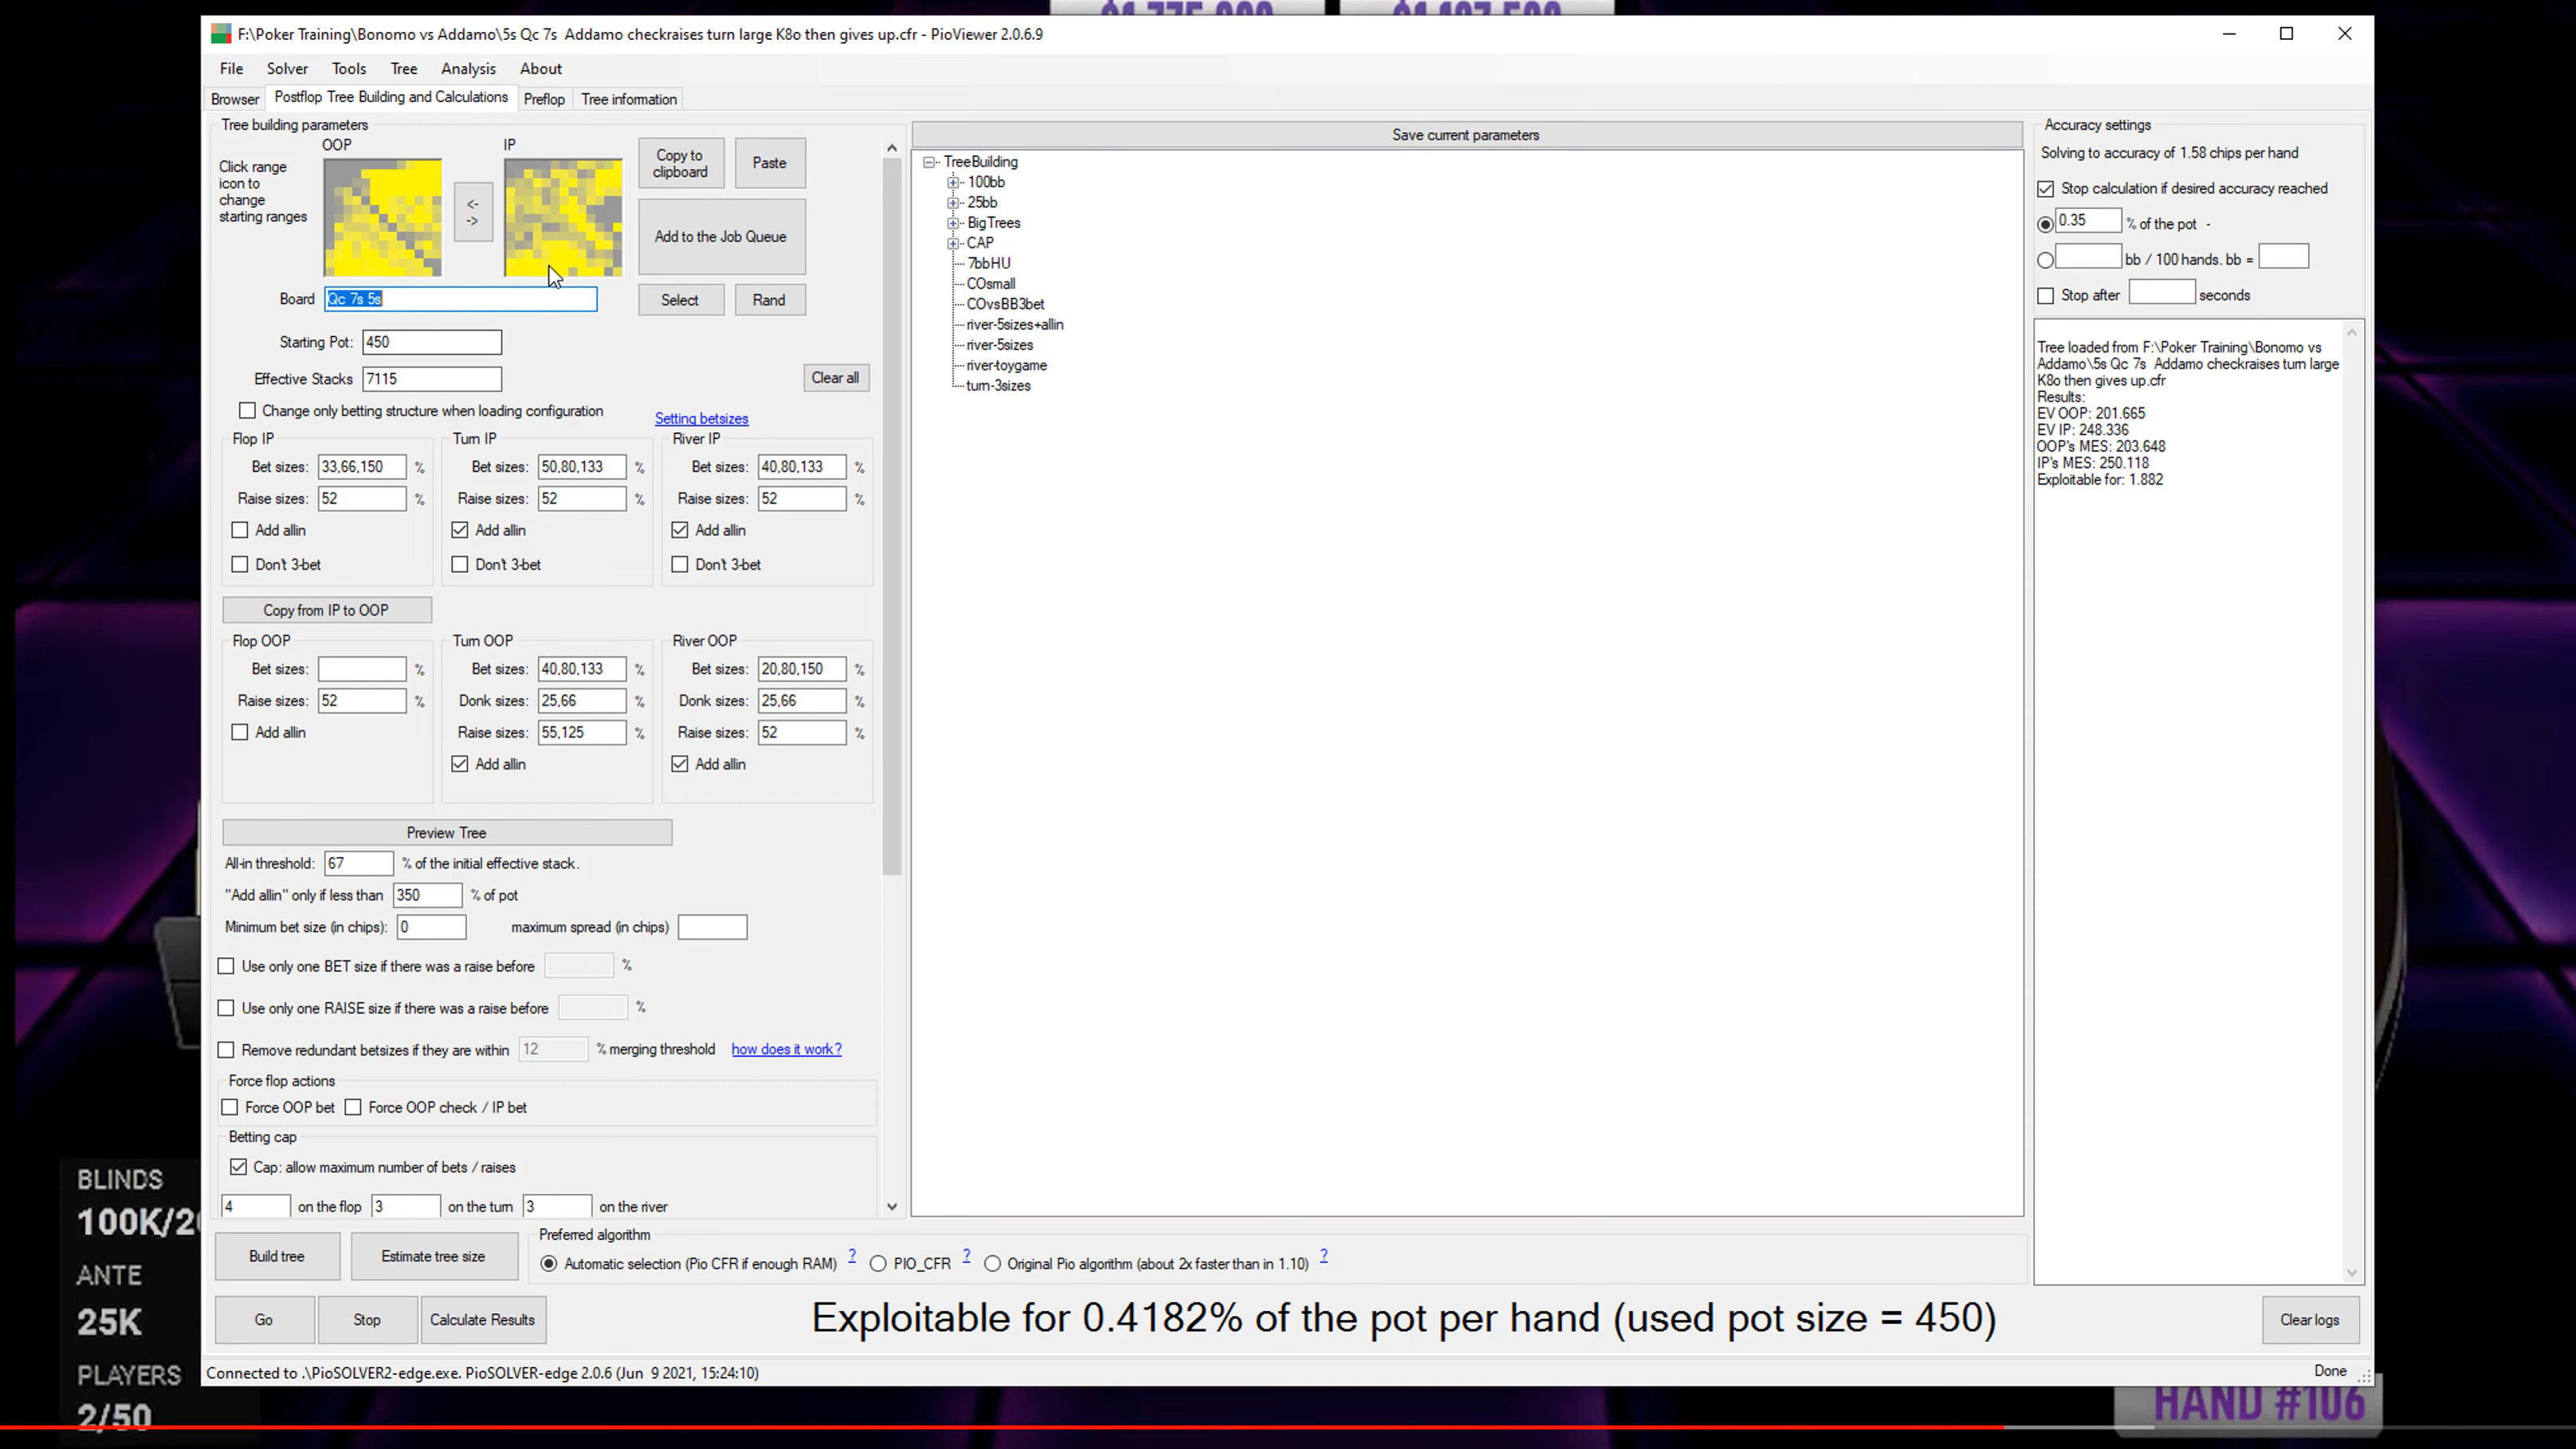 $1,775,000 $1,187,500
F:\Poker Training\Bonomo vs Addamo\5s Qc 7s  Addamo checkraises turn large K8o then gives up.cfr - PioViewer 2.0.6.9
File Solver Tools Tree Analysis About
Browser Postflop Tree Building and Calculations Preflop Tree information
Tree building parameters
OOP IP
Click range
icon to
change
starting ranges
<-
->
Copy to
clipboard
Paste
Add to the Job Queue
Board Qc 7s 5s Select Rand
Starting Pot: 450
Effective Stacks 7115 Clear all
Change only betting structure when loading configuration Setting betsizes
Flop IP Turn IP River IP
Bet sizes: 33,66,150 % Bet sizes: 50,80,133 % Bet sizes: 40,80,133 %
Raise sizes: 52 % Raise sizes: 52 % Raise sizes: 52 %
Add allin Add allin Add allin
Don't 3-bet Don't 3-bet Don't 3-bet
Copy from IP to OOP
Flop OOP Turn OOP River OOP
Bet sizes: % Bet sizes: 40,80,133 % Bet sizes: 20,80,150 %
Raise sizes: 52 % Donk sizes: 25,66 % Donk sizes: 25,66 %
Add allin Raise sizes: 55,125 % Raise sizes: 52 %
Add allin Add allin
Preview Tree
All-in threshold: 67 % of the initial effective stack.
"Add allin" only if less than 350 % of pot
Minimum bet size (in chips): 0 maximum spread (in chips)
Use only one BET size if there was a raise before %
Use only one RAISE size if there was a raise before %
Remove redundant betsizes if they are within 12 % merging threshold how does it work?
Force flop actions
Force OOP bet Force OOP check / IP bet
Betting cap
Cap: allow maximum number of bets / raises
4 on the flop 3 on the turn 3 on the river
Save current parameters
TreeBuilding
100bb
25bb
BigTrees
CAP
7bbHU
COsmall
COvsBB3bet
river-5sizes+allin
river-5sizes
river-toygame
turn-3sizes
Accuracy settings
Solving to accuracy of 1.58 chips per hand
Stop calculation if desired accuracy reached
0.35 % of the pot -
bb / 100 hands. bb =
Stop after seconds
Tree loaded from F:\Poker Training\Bonomo vs
Addamo\5s Qc 7s  Addamo checkraises turn large
K8o then gives up.cfr
Results:
EV OOP: 201.665
EV IP: 248.336
OOP's MES: 203.648
IP's MES: 250.118
Exploitable for: 1.882
Build tree Estimate tree size
Preferred algorithm
Automatic selection (Pio CFR if enough RAM) ? PIO_CFR ? Original Pio algorithm (about 2x faster than in 1.10) ?
Go Stop Calculate Results
Exploitable for 0.4182% of the pot per hand (used pot size = 450)
Clear logs
Connected to .\PioSOLVER2-edge.exe. PioSOLVER-edge 2.0.6 (Jun  9 2021, 15:24:10)
Done
BLINDS
100K/20
ANTE
25K
PLAYERS
2/50
HAND #106